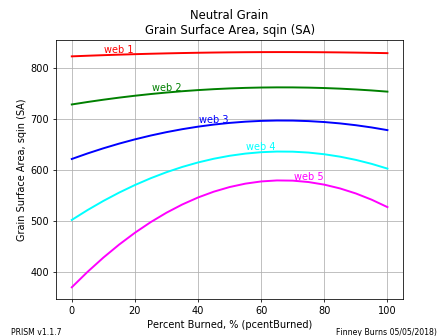 Neutral Grain
Grain Surface Area, sqin (SA)
web 1
web 2
web 3
web 4
web 5
800
700
600
500
400
Grain Surface Area, sqin (SA)
0 20 40 60 80 100
Percent Burned, % (pcentBurned)
PRISM v1.1.7 Finney Burns 05/05/2018)